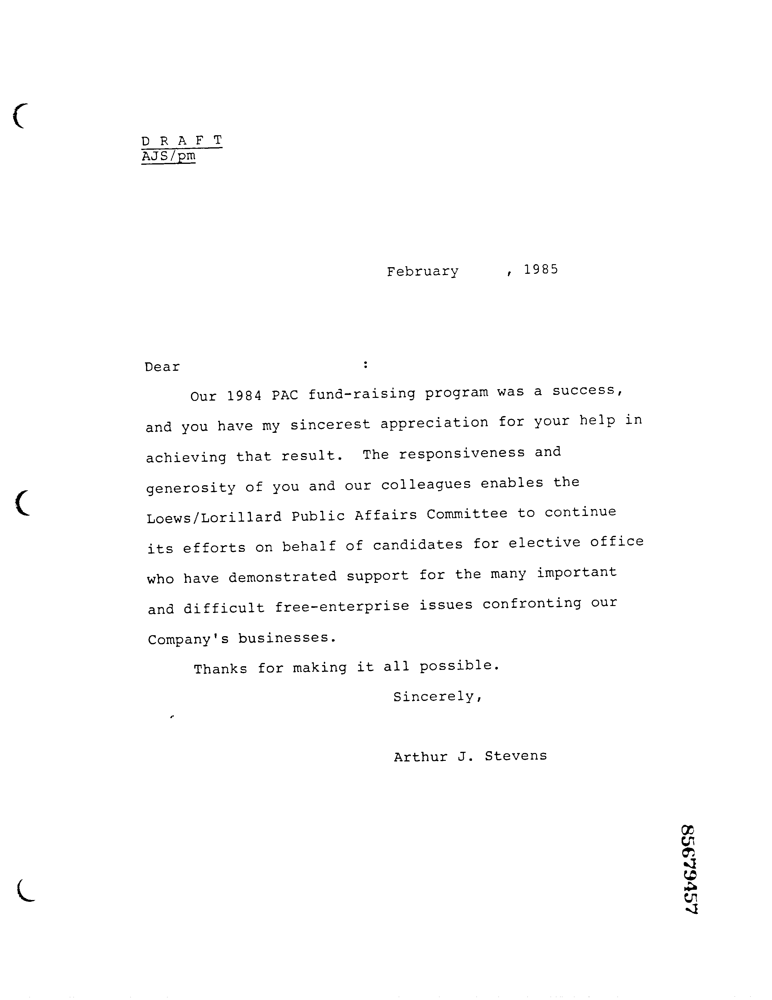 D R A F T
AJS/pm
February , 1985
Dear :
Our 1984 PAC fund-raising program was a success,
and you have my sincerest appreciation for your help in
achieving that result. The responsiveness and
generosity of you and our colleagues enables the
Loews/Lorillard Public Affairs Committee to continue
its efforts on behalf of candidates for elective office
who have demonstrated support for the many important
and difficult free-enterprise issues confronting our
Company's businesses.
Thanks for making it all possible.
Sincerely,
Arthur J. Stevens
85679457